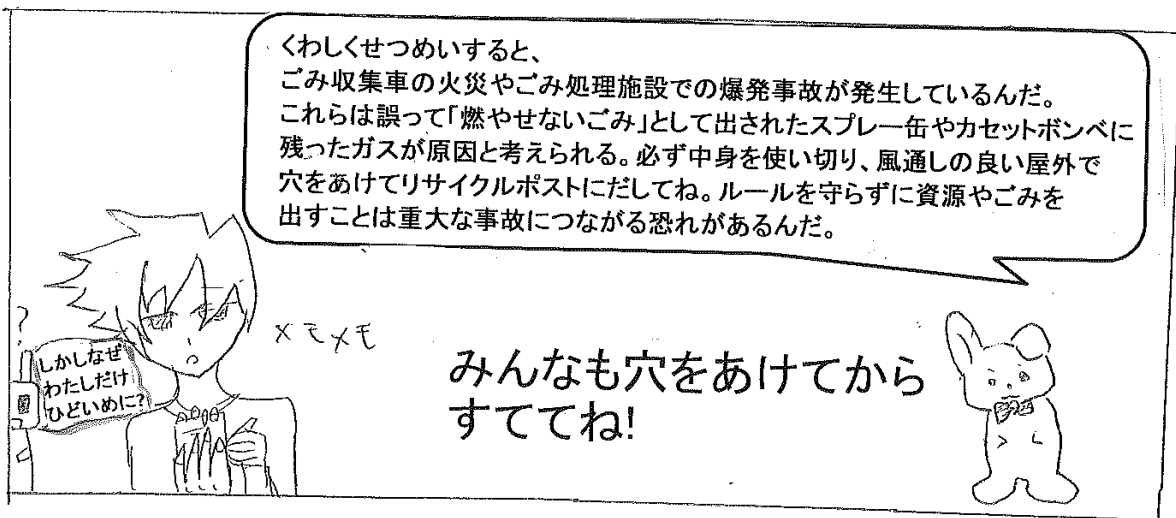 くわしくせつめいすると、
ごみ収集車の火災やごみ処理施設での爆発事故が発生しているんだ。
これらは誤って「燃やせないごみ」として出されたスプレー缶やカセットボンベに
残ったガスが原因と考えられる。必ず中身を使い切り、風通しの良い屋外で
穴をあけてリサイクルポストにだしてね。ルールを守らずに資源やごみを
出すことは重大な事故につながる恐れがあるんだ。
?
しかしなぜ
わたしだけ
ひどいめに?
メモメモ
みんなも穴をあけてから
すててね!